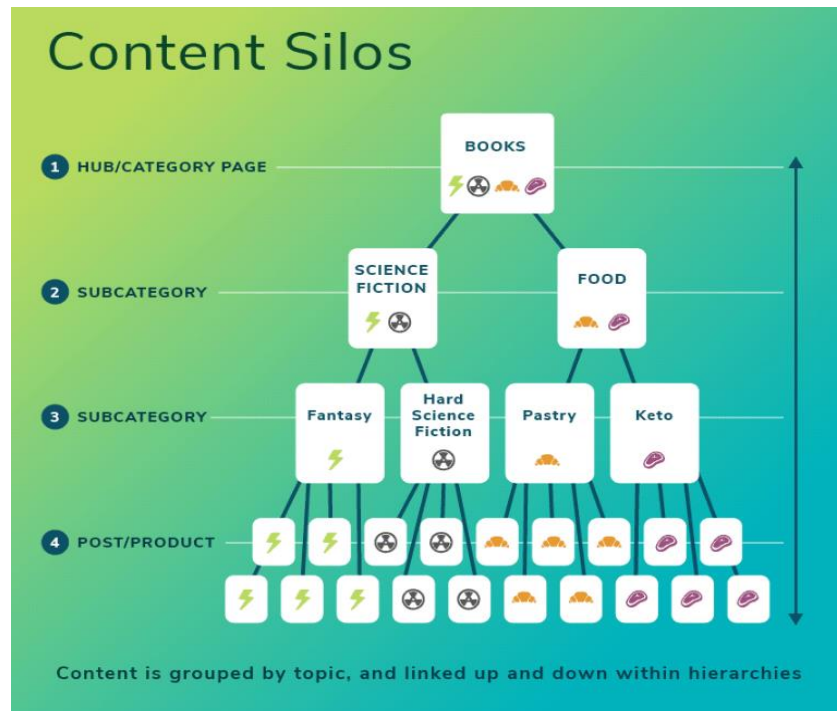 Content Silos
BOOKS
1 HUB/CATEGORY PAGE
SCIENCE
FICTION
FOOD
2 SUBCATEGORY
3 SUBCATEGORY
Fantasy
Hard
Science
Fiction
Pastry
Keto
4 POST/PRODUCT
Content is grouped by topic, and linked up and down within hierarchies